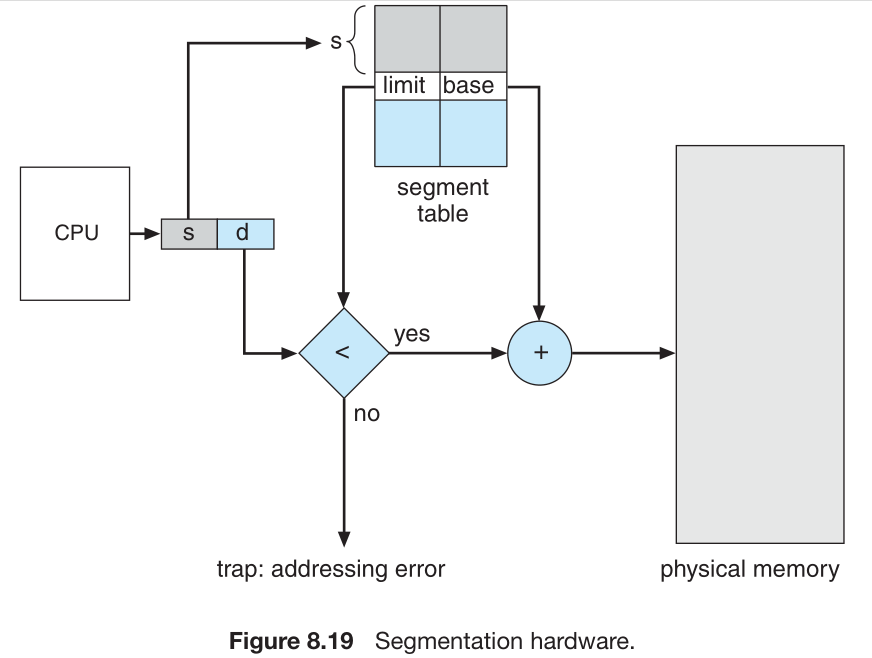 s
limit base
segment
table
CPU
s d
<
yes
+
no
trap: addressing error
physical memory
Figure 8.19 Segmentation hardware.